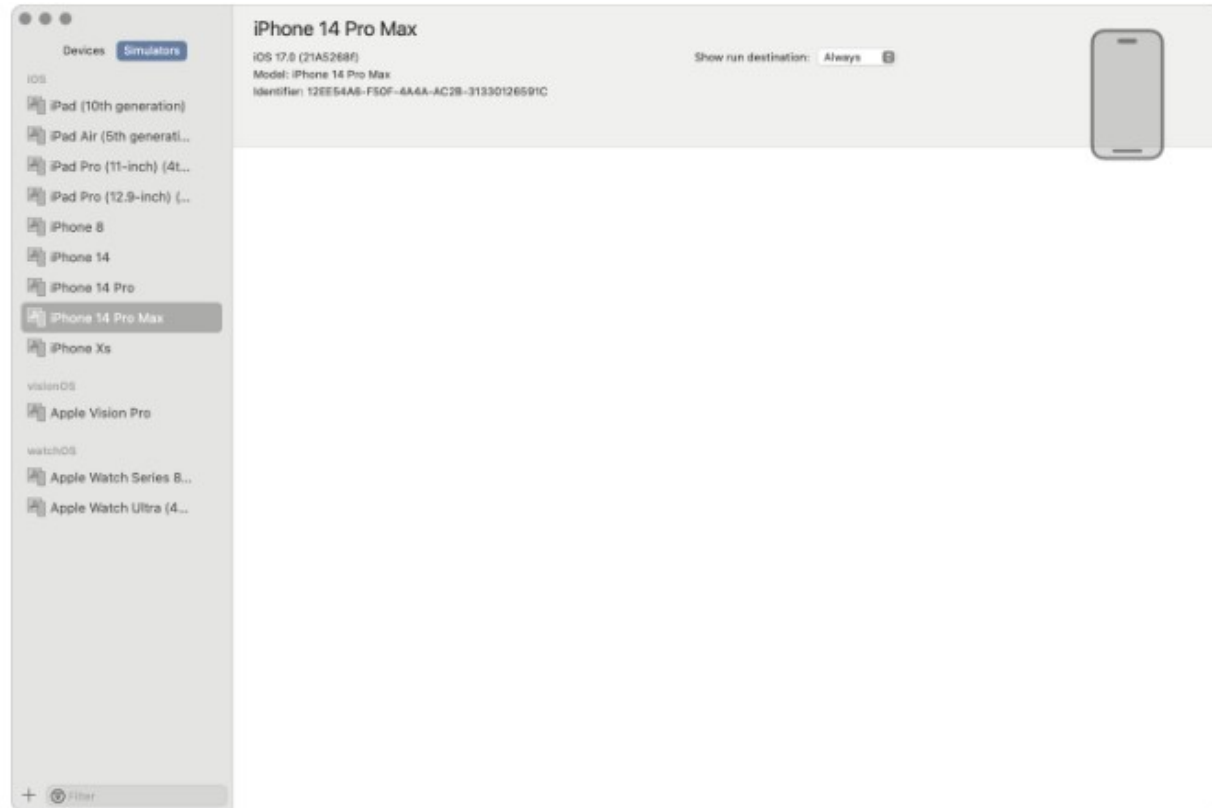 Devices Simulators
iOS
iPad (10th generation)
iPad Air (5th generati...
iPad Pro (11-inch) (4t...
iPad Pro (12.9-inch) (...
iPhone 8
iPhone 14
iPhone 14 Pro
iPhone 14 Pro Max
iPhone Xs
visionOS
Apple Vision Pro
watchOS
Apple Watch Series 8...
Apple Watch Ultra (4...
Filter
iPhone 14 Pro Max
iOS 17.0 (21A5268f)
Model: iPhone 14 Pro Max
Identifier: 12EE54A6-F50F-4A4A-AC2B-31330126591C
Show run destination: Always